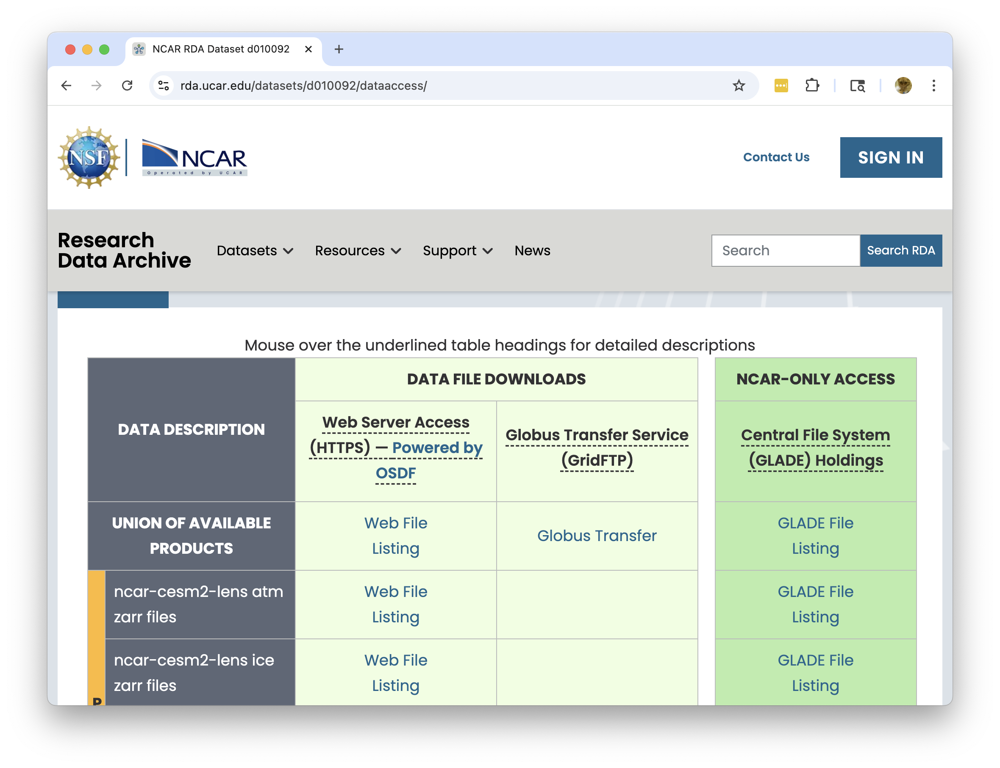 NCAR RDA Dataset d010092
rda.ucar.edu/datasets/d010092/dataaccess/
NSF
NCAR
Operated by UCAR
Contact Us
SIGN IN
Research
Data Archive
Datasets
Resources
Support
News
Search
Search RDA
Mouse over the underlined table headings for detailed descriptions
DATA DESCRIPTION
DATA FILE DOWNLOADS
NCAR-ONLY ACCESS
Web Server Access
(HTTPS) — Powered by
OSDF
Globus Transfer Service
(GridFTP)
Central File System
(GLADE) Holdings
UNION OF AVAILABLE
PRODUCTS
Web File
Listing
Globus Transfer
GLADE File
Listing
ncar-cesm2-lens atm
zarr files
Web File
Listing
GLADE File
Listing
ncar-cesm2-lens ice
zarr files
Web File
Listing
GLADE File
Listing
P